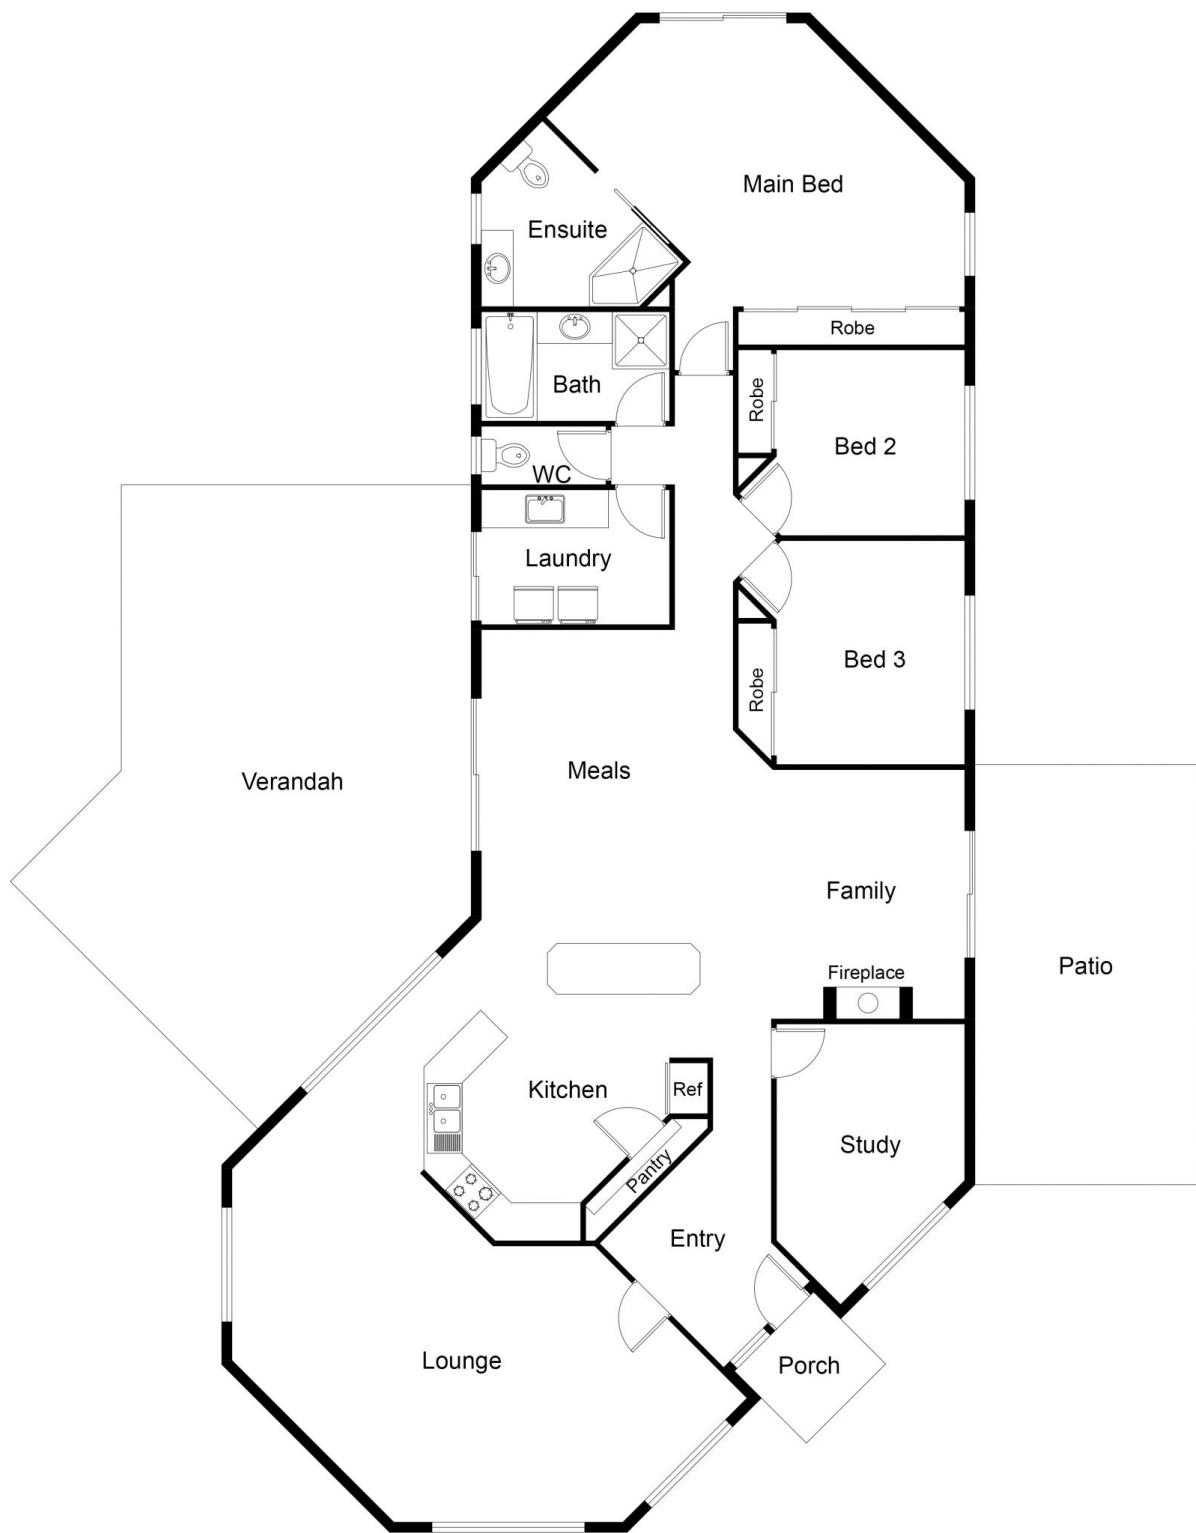 Main Bed
Ensuite
Robe
Bath
Robe
Bed 2
WC
Laundry
Bed 3
Robe
Meals
Verandah
Family
Patio
Fireplace
Kitchen
Ref
Study
Pantry
Entry
Lounge
Porch